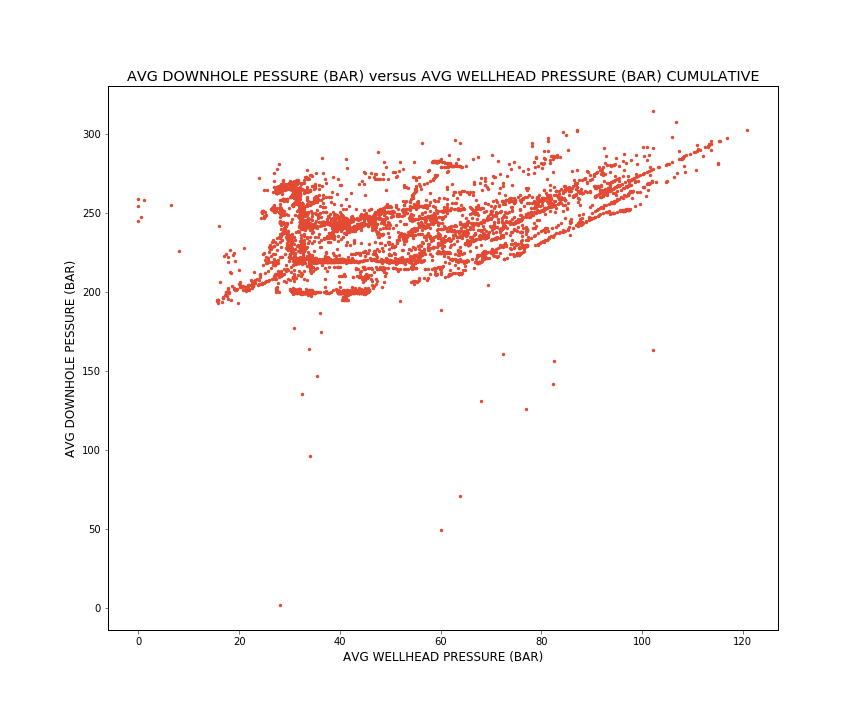 AVG DOWNHOLE PESSURE (BAR) versus AVG WELLHEAD PRESSURE (BAR) CUMULATIVE
AVG DOWNHOLE PESSURE (BAR)
300
250
200
150
100
50
0
0 20 40 60 80 100 120
AVG WELLHEAD PRESSURE (BAR)